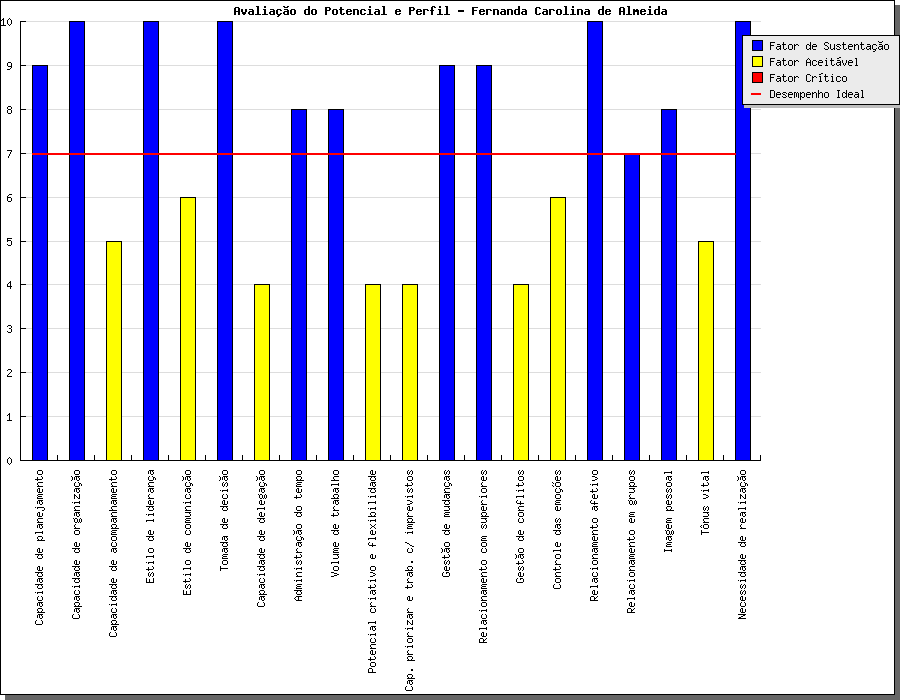 Avaliação do Potencial e Perfil - Fernanda Carolina de Almeida
Fator de Sustentação
Fator Aceitável
Fator Crítico
Desempenho Ideal
10
9
8
7
6
5
4
3
2
1
0
Capacidade de planejamento
Capacidade de organização
Capacidade de acompanhamento
Estilo de liderança
Estilo de comunicação
Tomada de decisão
Capacidade de delegação
Administração do tempo
Volume de trabalho
Potencial criativo e flexibilidade
Cap. priorizar e trab. c/ imprevistos
Gestão de mudanças
Relacionamento com superiores
Gestão de conflitos
Controle das emoções
Relacionamento afetivo
Relacionamento em grupos
Imagem pessoal
Tônus vital
Necessidade de realização